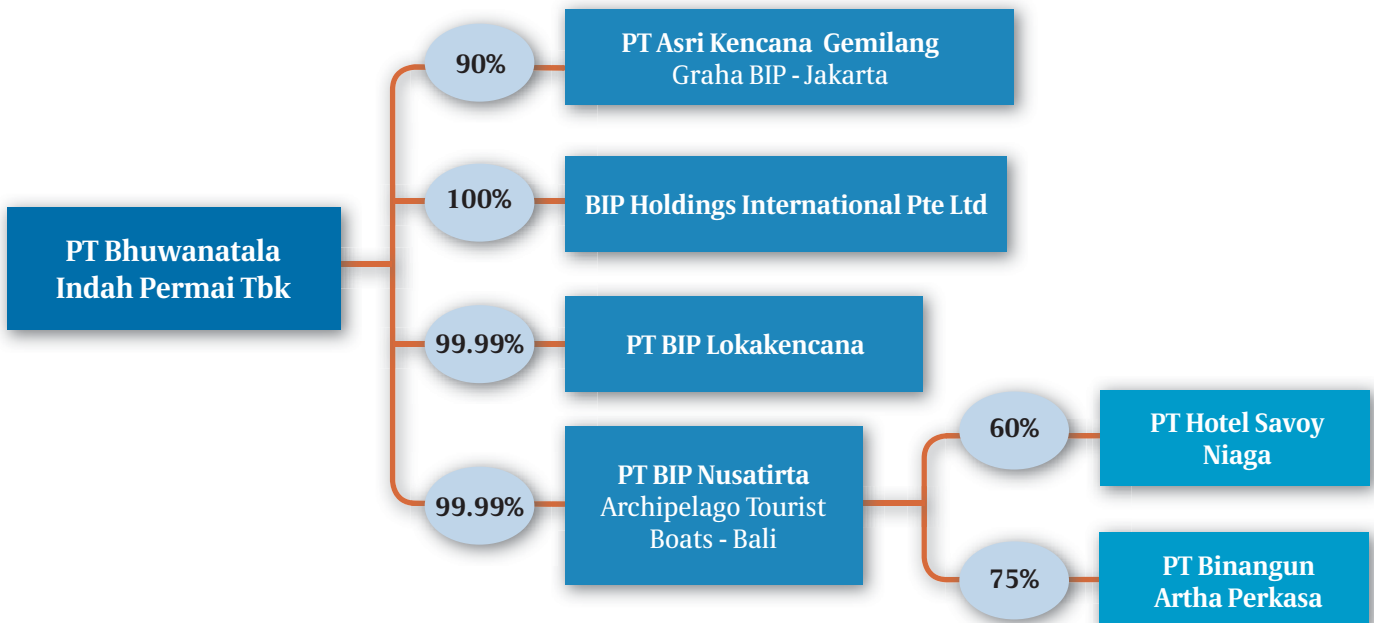 PT Bhuwanatala
Indah Permai Tbk
90%
PT Asri Kencana Gemilang
Graha BIP - Jakarta
100%
BIP Holdings International Pte Ltd
99.99%
PT BIP Lokakencana
99.99%
PT BIP Nusatirta
Archipelago Tourist
Boats - Bali
60%
PT Hotel Savoy
Niaga
75%
PT Binangun
Artha Perkasa